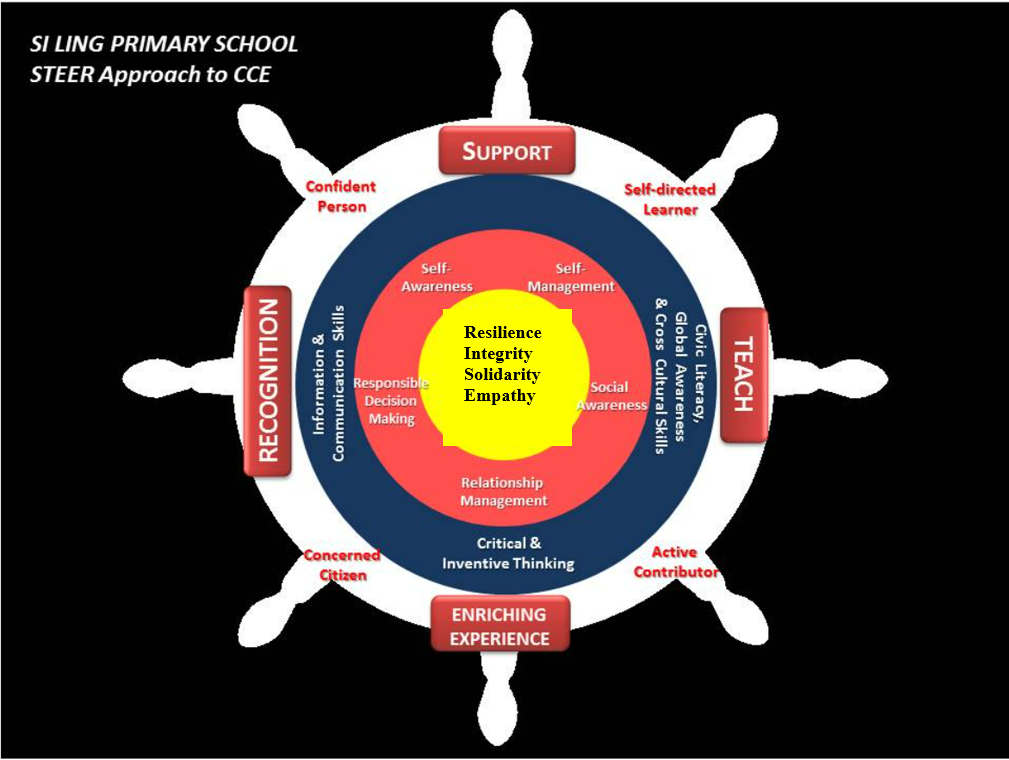 SI LING PRIMARY SCHOOL
STEER Approach to CCE
SUPPORT
Confident
Person
Self-directed
Learner
Self-
Awareness
Self-
Management
RECOGNITION
Information &
Communication Skills
Resilience
Integrity
Solidarity
Empathy
Responsible
Decision
Making
Social
Awareness
Civic Literacy,
Global Awareness
& Cross Cultural Skills
TEACH
Relationship
Management
Critical &
Inventive Thinking
Concerned
Citizen
Active
Contributor
ENRICHING
EXPERIENCE